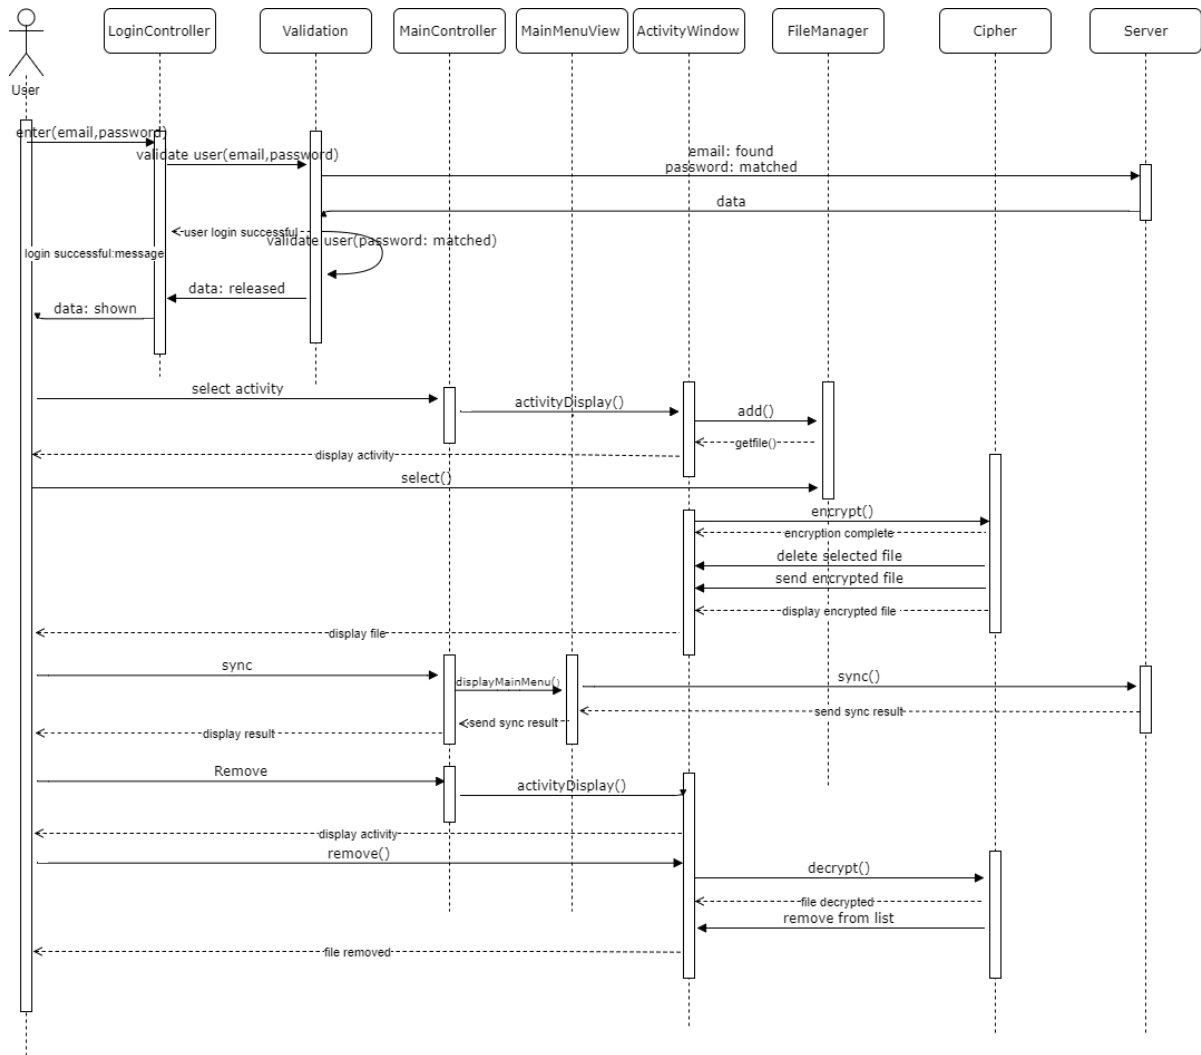 LoginController
Validation
MainController
MainMenuView
ActivityWindow
FileManager
Cipher
Server
User
enter(email,password)
validate user(email,password)
email: found
password: matched
data
user login successful
validate user(password: matched)
login successful:message
data: released
data: shown
select activity
activityDisplay()
add()
getfile()
display activity
select()
encrypt()
encryption complete
delete selected file
send encrypted file
display encrypted file
display file
sync
displayMainMenu()
sync()
send sync result
send sync result
display result
Remove
activityDisplay()
display activity
remove()
decrypt()
file decrypted
remove from list
file removed